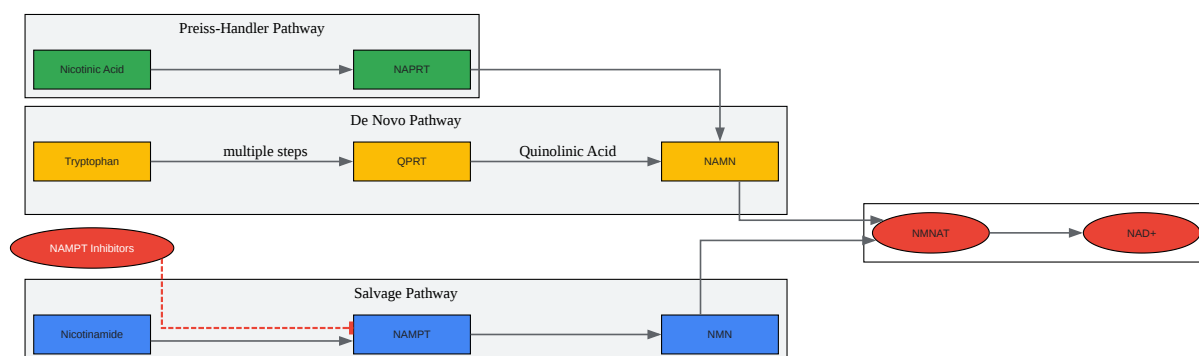 Preiss-Handler Pathway
Nicotinic Acid
NAPRT
De Novo Pathway
Tryptophan
multiple steps
QPRT
Quinolinic Acid
NAMN
NAMPT Inhibitors
NMNAT
NAD+
Salvage Pathway
Nicotinamide
NAMPT
NMN